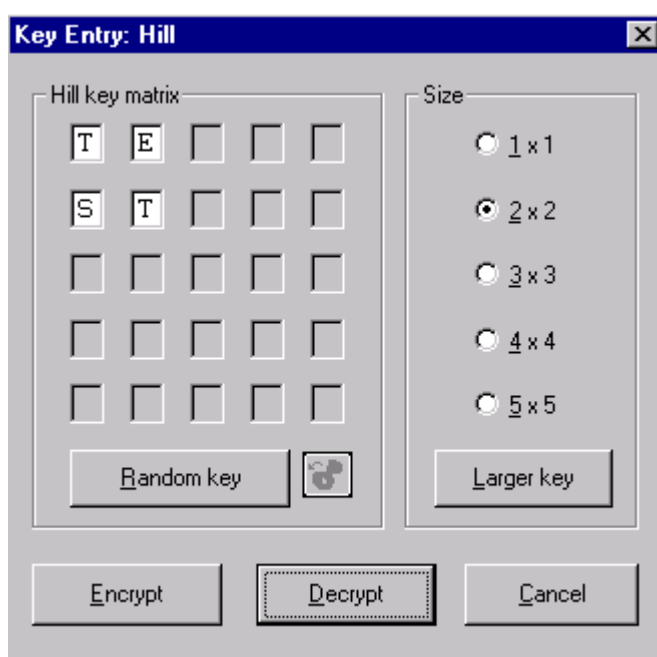 Key Entry: Hill
Hill key matrix
Size
T E
1 x 1
S T
2 x 2
3 x 3
4 x 4
5 x 5
Random key
Larger key
Encrypt
Decrypt
Cancel